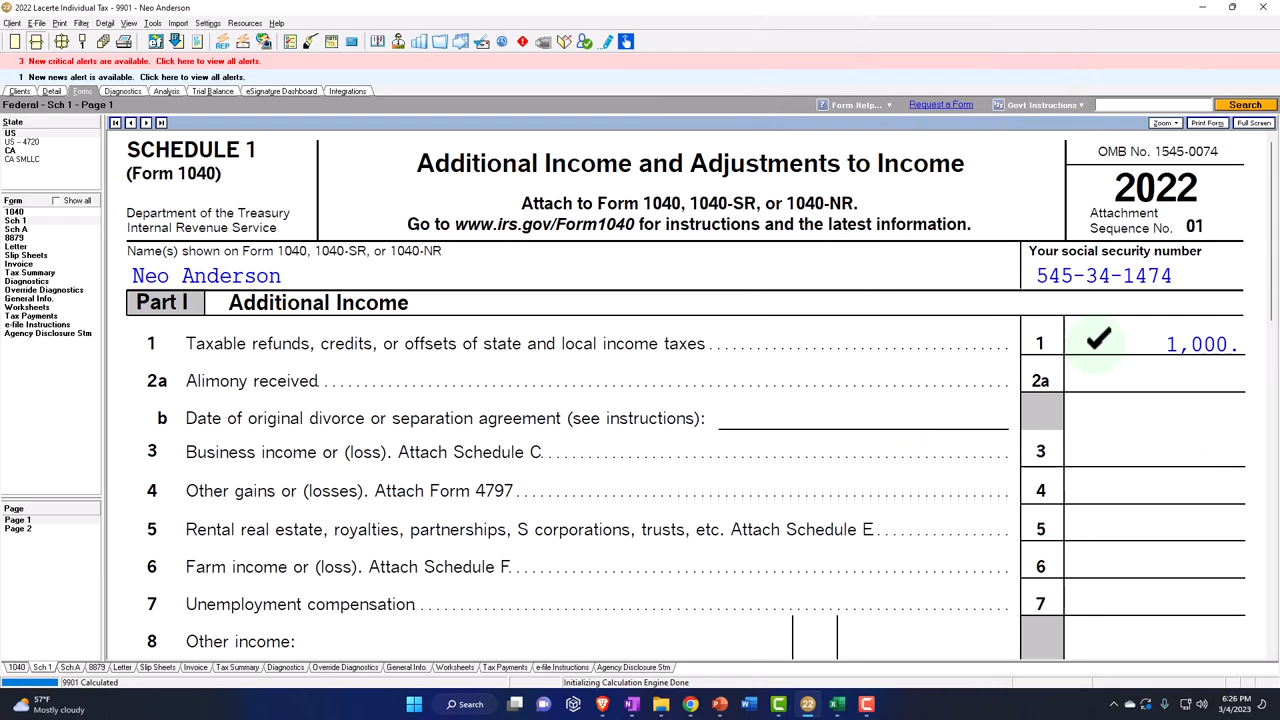 22 2022 Lacerte Individual Tax - 9901 - Neo Anderson
Client E-File Print Filter Detail View Tools Import Settings Resources Help
REP
3 New critical alerts are available. Click here to view all alerts.
1 New news alert is available. Click here to view all alerts.
Clients Detail Forms Diagnostics Analysis Trial Balance eSignature Dashboard Integrations
Federal - Sch 1 - Page 1 ? Form Help... Request a Form Govt Instructions Search
State
US
US - 4720
CA
CA SMLLC
Form Show all
1040
Sch 1
Sch A
8879
Letter
Slip Sheets
Invoice
Tax Summary
Diagnostics
Override Diagnostics
General Info.
Worksheets
Tax Payments
e-file Instructions
Agency Disclosure Stm
Page
Page 1
Page 2
Zoom Print Form Full Screen
SCHEDULE 1
(Form 1040)
Department of the Treasury
Internal Revenue Service
Additional Income and Adjustments to Income
Attach to Form 1040, 1040-SR, or 1040-NR.
Go to www.irs.gov/Form1040 for instructions and the latest information.
OMB No. 1545-0074
2022
Attachment
Sequence No. 01
Name(s) shown on Form 1040, 1040-SR, or 1040-NR Your social security number
Neo Anderson 545-34-1474
Part I Additional Income
1 Taxable refunds, credits, or offsets of state and local income taxes 1 1,000.
2a Alimony received 2a
b Date of original divorce or separation agreement (see instructions):
3 Business income or (loss). Attach Schedule C 3
4 Other gains or (losses). Attach Form 4797 4
5 Rental real estate, royalties, partnerships, S corporations, trusts, etc. Attach Schedule E 5
6 Farm income or (loss). Attach Schedule F 6
7 Unemployment compensation 7
8 Other income:
1040 Sch 1 Sch A 8879 Letter Slip Sheets Invoice Tax Summary Diagnostics Override Diagnostics General Info. Worksheets Tax Payments e-file Instructions Agency Disclosure Stm
9901 Calculated Initializing Calculation Engine Done
57°F
Mostly cloudy
Search
22
6:26 PM
3/4/2023